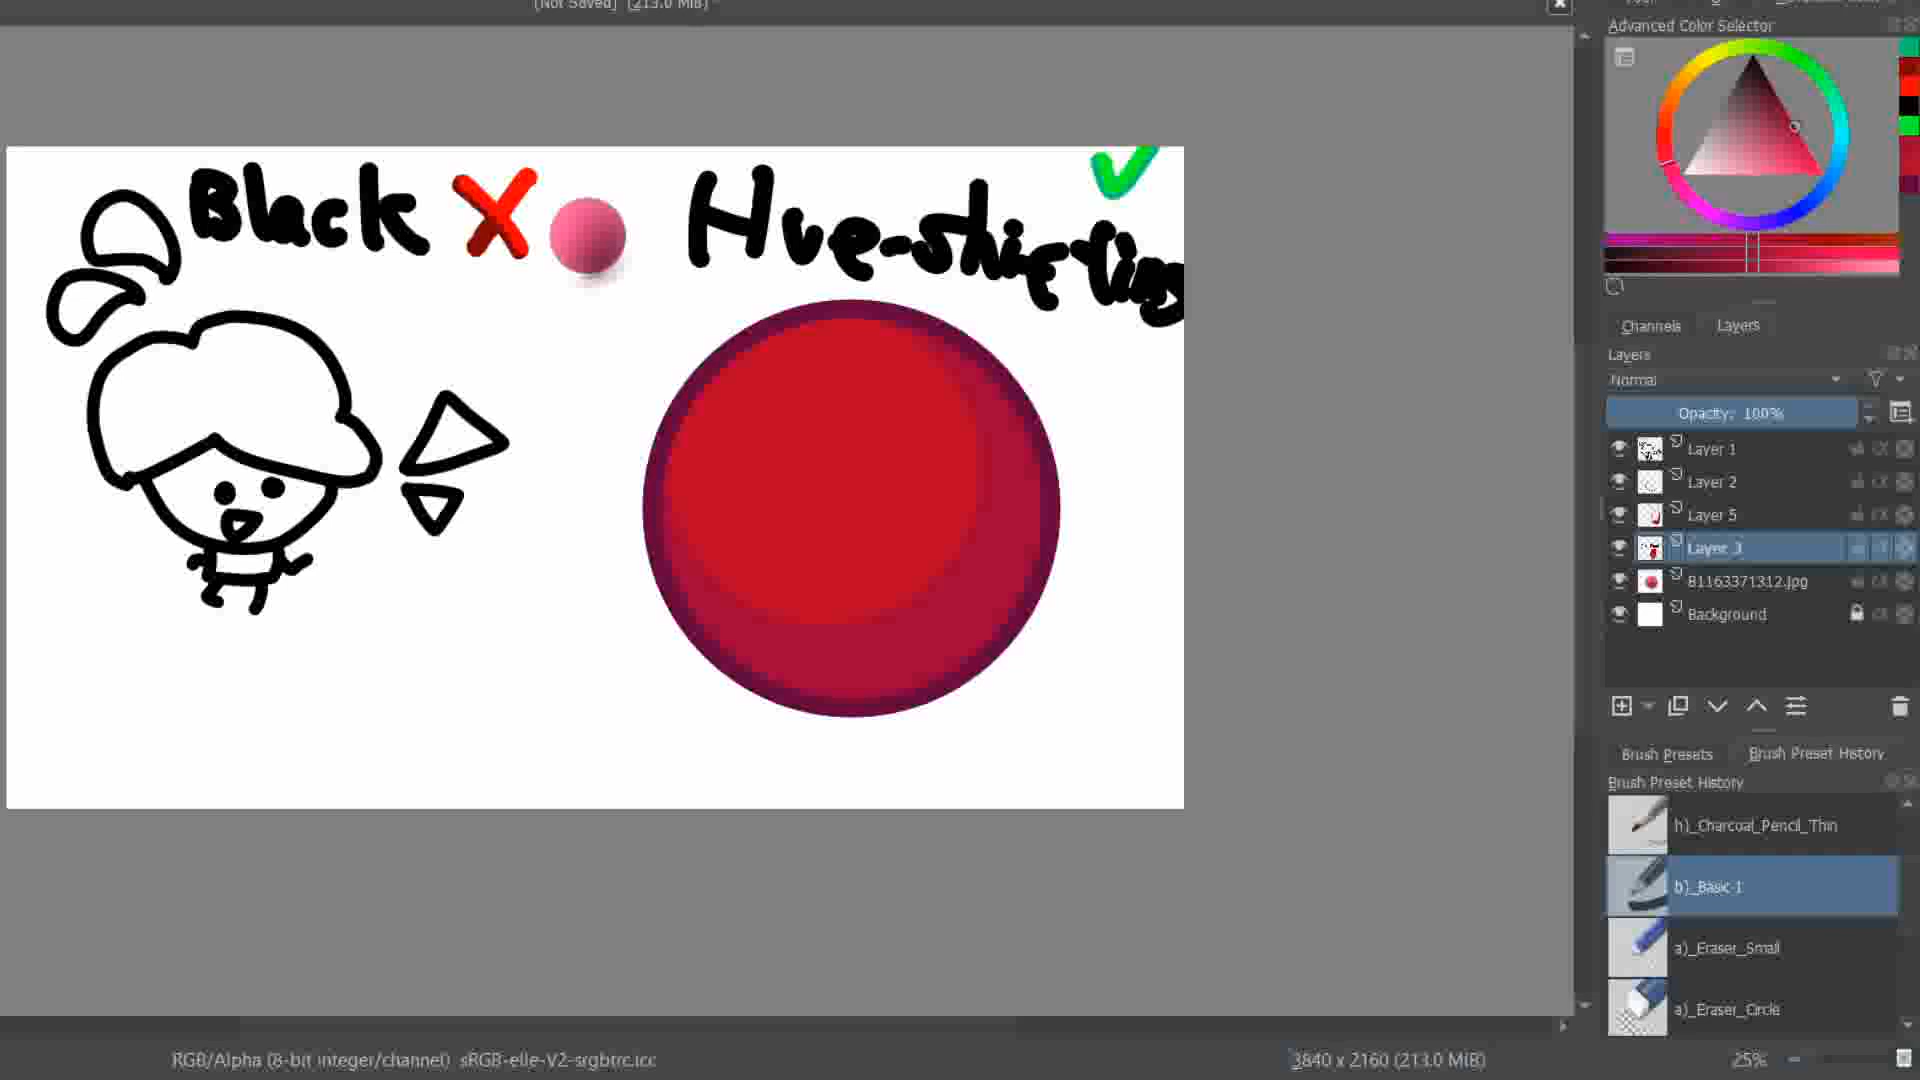 [Not Saved] (213.0 MiB) *
Advanced Color Selector
Black X
Hue-shifting
Channels Layers
Layers
Normal
Opacity: 100%
Layer 1
Layer 2
Layer 5
Layer 3
81163371312.jpg
Background
Brush Presets Brush Preset History
Brush Preset History
h)_Charcoal_Pencil_Thin
b)_Basic-1
a)_Eraser_Small
a)_Eraser_Circle
RGB/Alpha (8-bit integer/channel) sRGB-elle-V2-srgbtrc.icc
3840 x 2160 (213.0 MiB)
25%